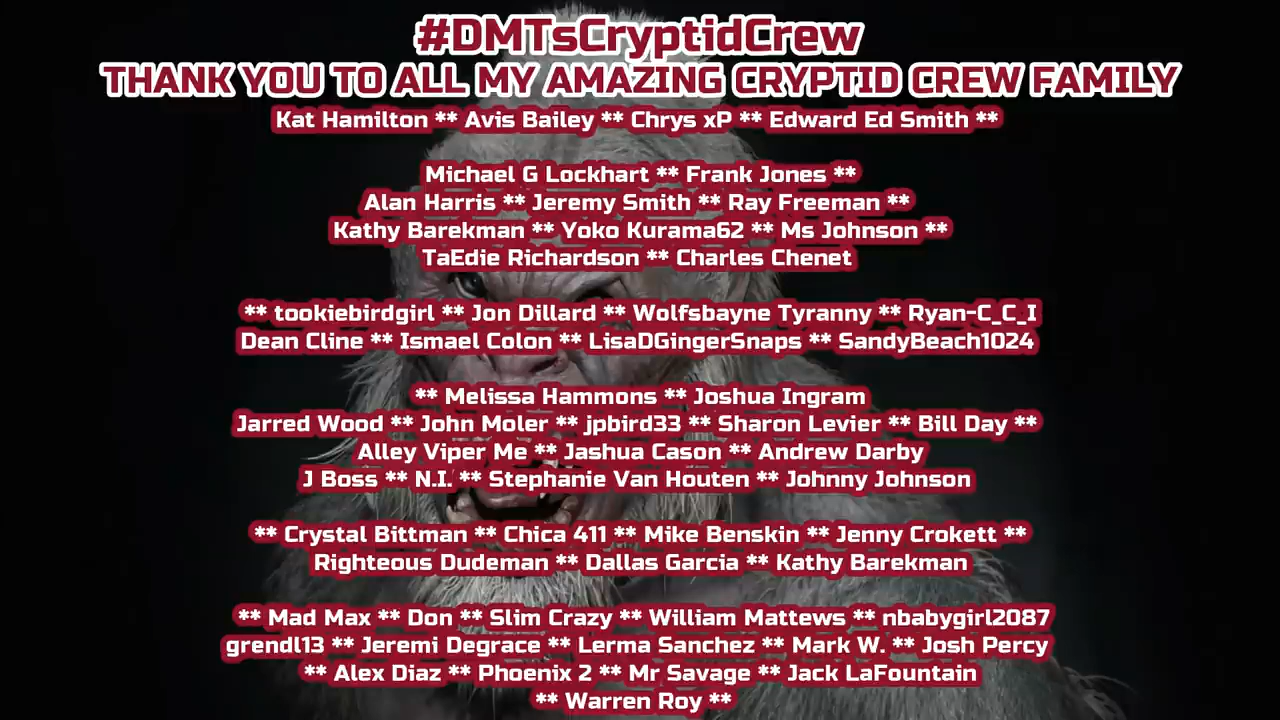 #DMTsCryptidCrew
THANK YOU TO ALL MY AMAZING CRYPTID CREW FAMILY
Kat Hamilton ** Avis Bailey ** Chrys xP ** Edward Ed Smith **
Michael G Lockhart ** Frank Jones **
Alan Harris ** Jeremy Smith ** Ray Freeman **
Kathy Barekman ** Yoko Kurama62 ** Ms Johnson **
TaEdie Richardson ** Charles Chenet
** tookiebirdgirl ** Jon Dillard ** Wolfsbayne Tyranny ** Ryan-C_C_I
Dean Cline ** Ismael Colon ** LisaDGingerSnaps ** SandyBeach1024
** Melissa Hammons ** Joshua Ingram
Jarred Wood ** John Moler ** jpbird33 ** Sharon Levier ** Bill Day **
Alley Viper Me ** Jashua Cason ** Andrew Darby
J Boss ** N.I. ** Stephanie Van Houten ** Johnny Johnson
** Crystal Bittman ** Chica 411 ** Mike Benskin ** Jenny Crokett **
Righteous Dudeman ** Dallas Garcia ** Kathy Barekman
** Mad Max ** Don ** Slim Crazy ** William Mattews ** nbabygirl2087
grendl13 ** Jeremi Degrace ** Lerma Sanchez ** Mark W. ** Josh Percy
** Alex Diaz ** Phoenix 2 ** Mr Savage ** Jack LaFountain
** Warren Roy **